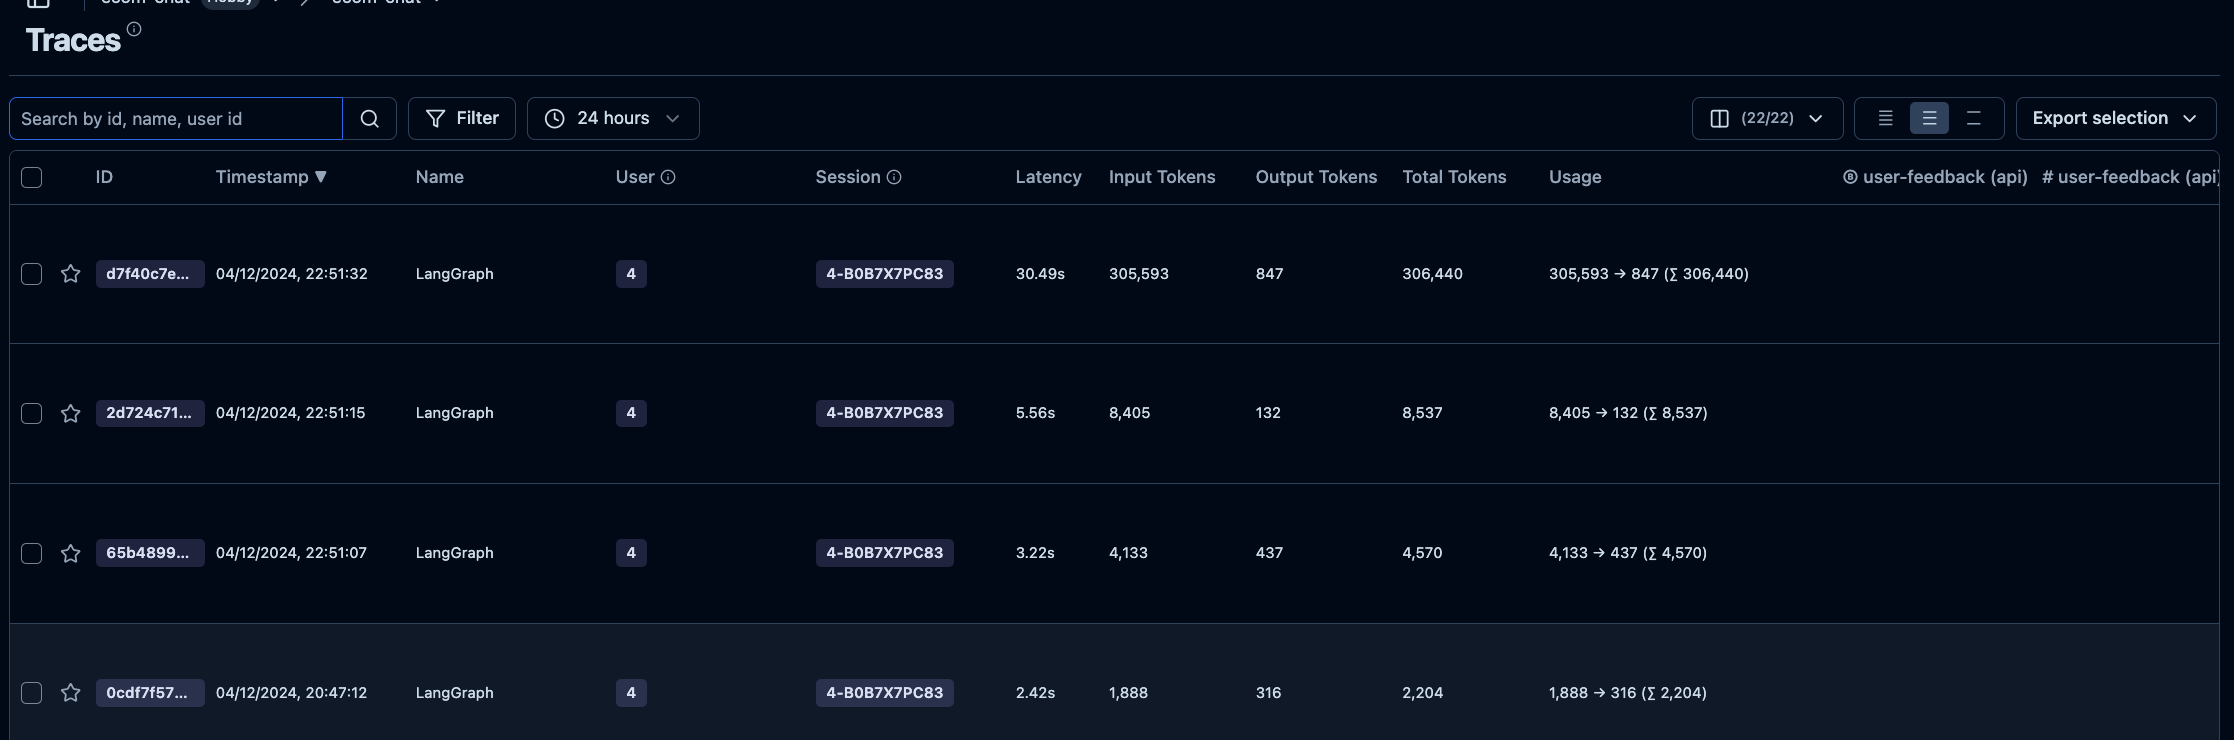 Traces
Search by id, name, user id Filter 24 hours (22/22) Export selection
ID Timestamp ▼ Name User Session Latency Input Tokens Output Tokens Total Tokens Usage user-feedback (api) # user-feedback (api)
d7f40c7e... 04/12/2024, 22:51:32 LangGraph 4 4-B0B7X7PC83 30.49s 305,593 847 306,440 305,593 → 847 (∑ 306,440)
2d724c71... 04/12/2024, 22:51:15 LangGraph 4 4-B0B7X7PC83 5.56s 8,405 132 8,537 8,405 → 132 (∑ 8,537)
65b4899... 04/12/2024, 22:51:07 LangGraph 4 4-B0B7X7PC83 3.22s 4,133 437 4,570 4,133 → 437 (∑ 4,570)
0cdf7f57... 04/12/2024, 20:47:12 LangGraph 4 4-B0B7X7PC83 2.42s 1,888 316 2,204 1,888 → 316 (∑ 2,204)